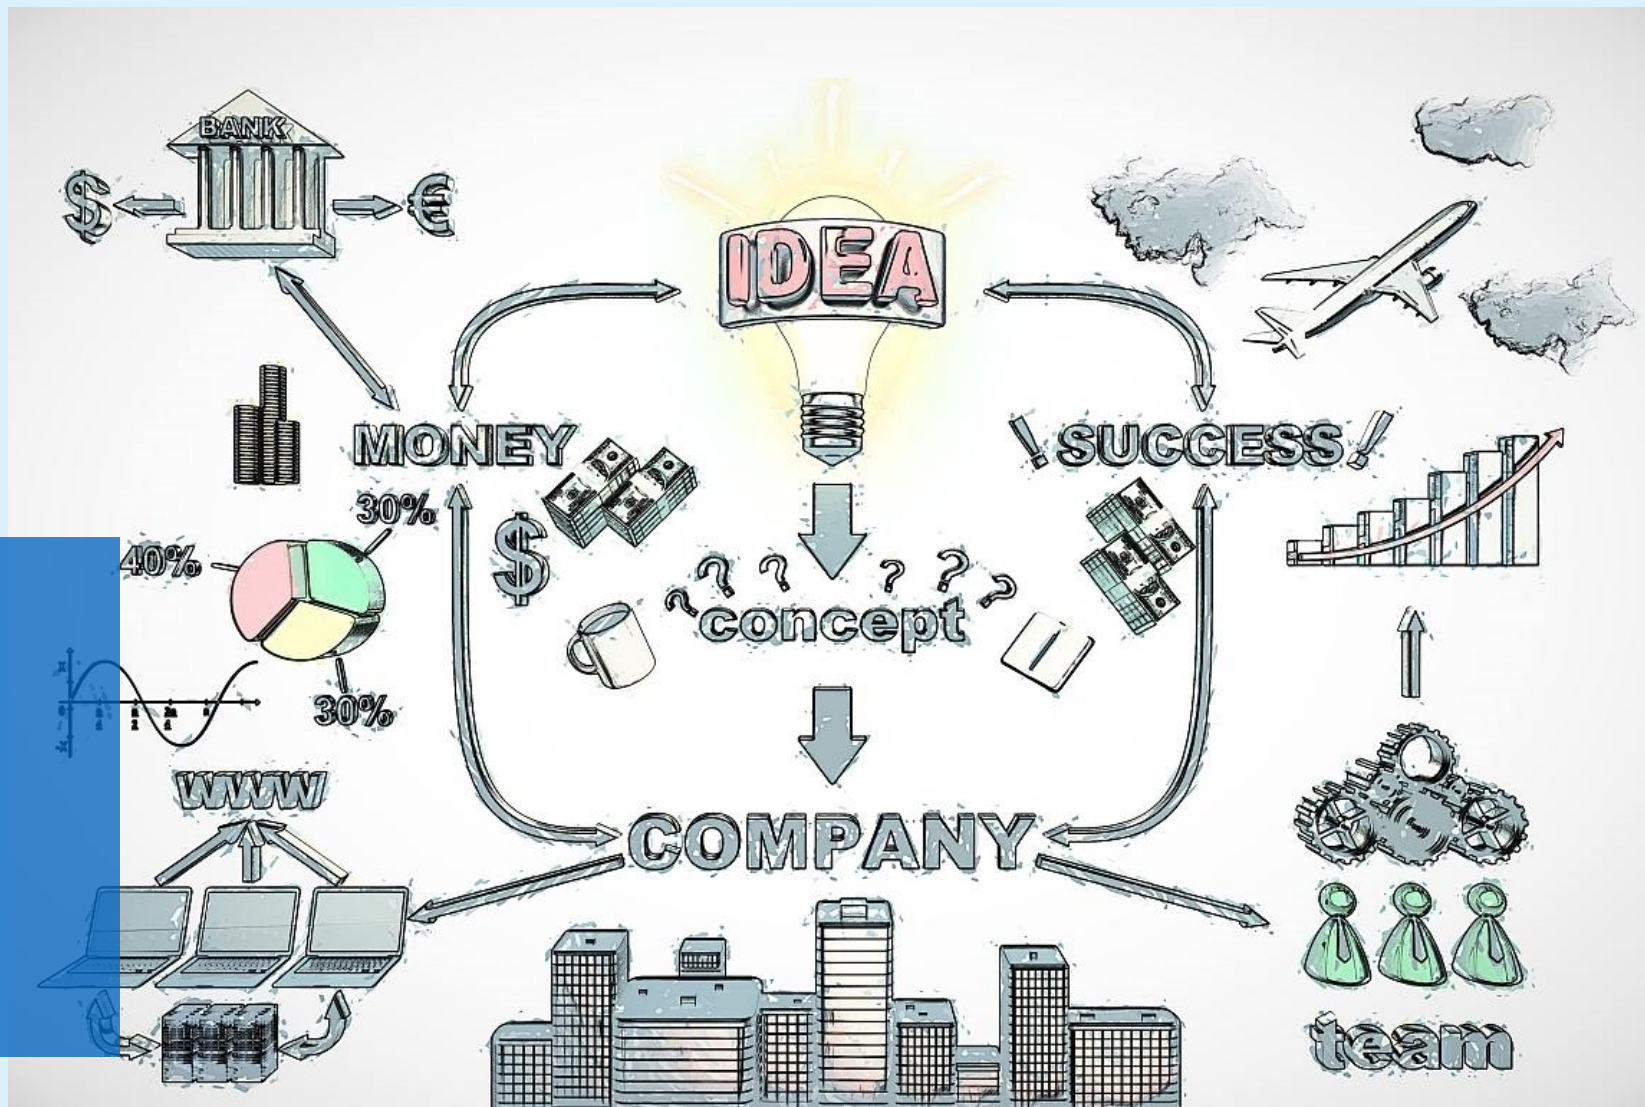 BANK
$
€
IDEA
MONEY
! SUCCESS !
30%
$
40%
? ? ? ? ? ?
concept
30%
www
COMPANY
team